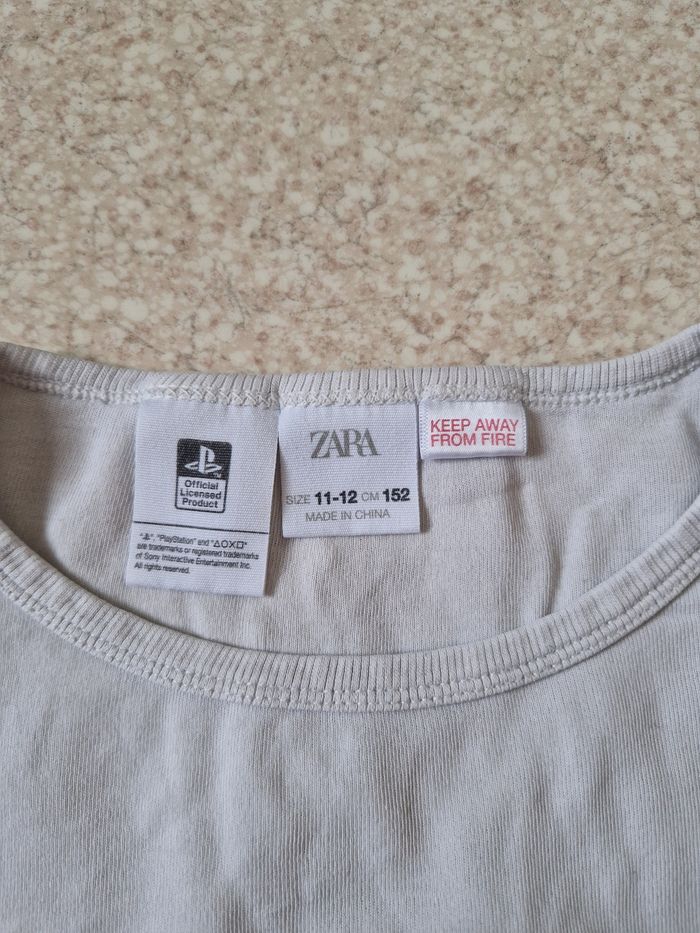 Official
Licensed
Product
", "PlayStation" and "△○X□"
are trademarks or registered trademarks
of Sony Interactive Entertainment Inc.
All rights reserved.
ZARA
SIZE 11-12 CM 152
MADE IN CHINA
KEEP AWAY
FROM FIRE